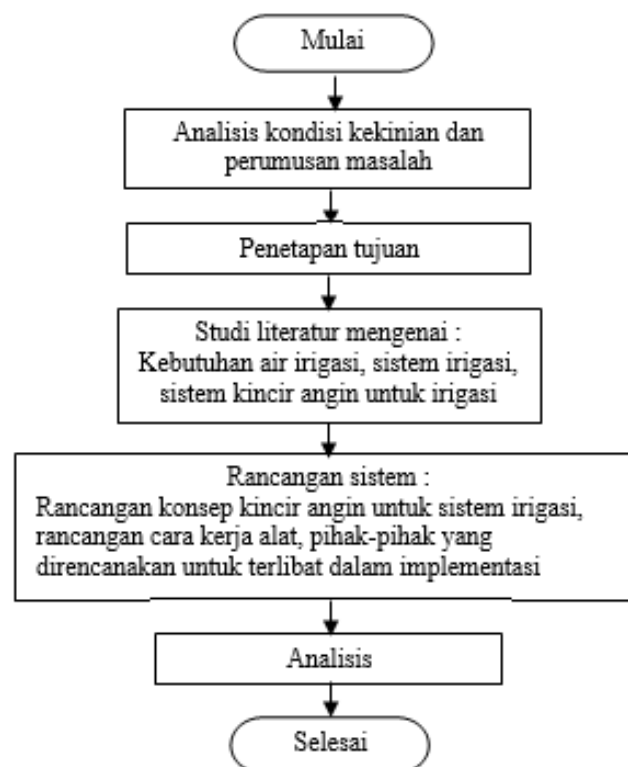 Mulai
Analisis kondisi kekinian dan
perumusan masalah
Penetapan tujuan
Studi literatur mengenai :
Kebutuhan air irigasi, sistem irigasi,
sistem kincir angin untuk irigasi
Rancangan sistem :
Rancangan konsep kincir angin untuk sistem irigasi,
rancangan cara kerja alat, pihak-pihak yang
direncanakan untuk terlibat dalam implementasi
Analisis
Selesai